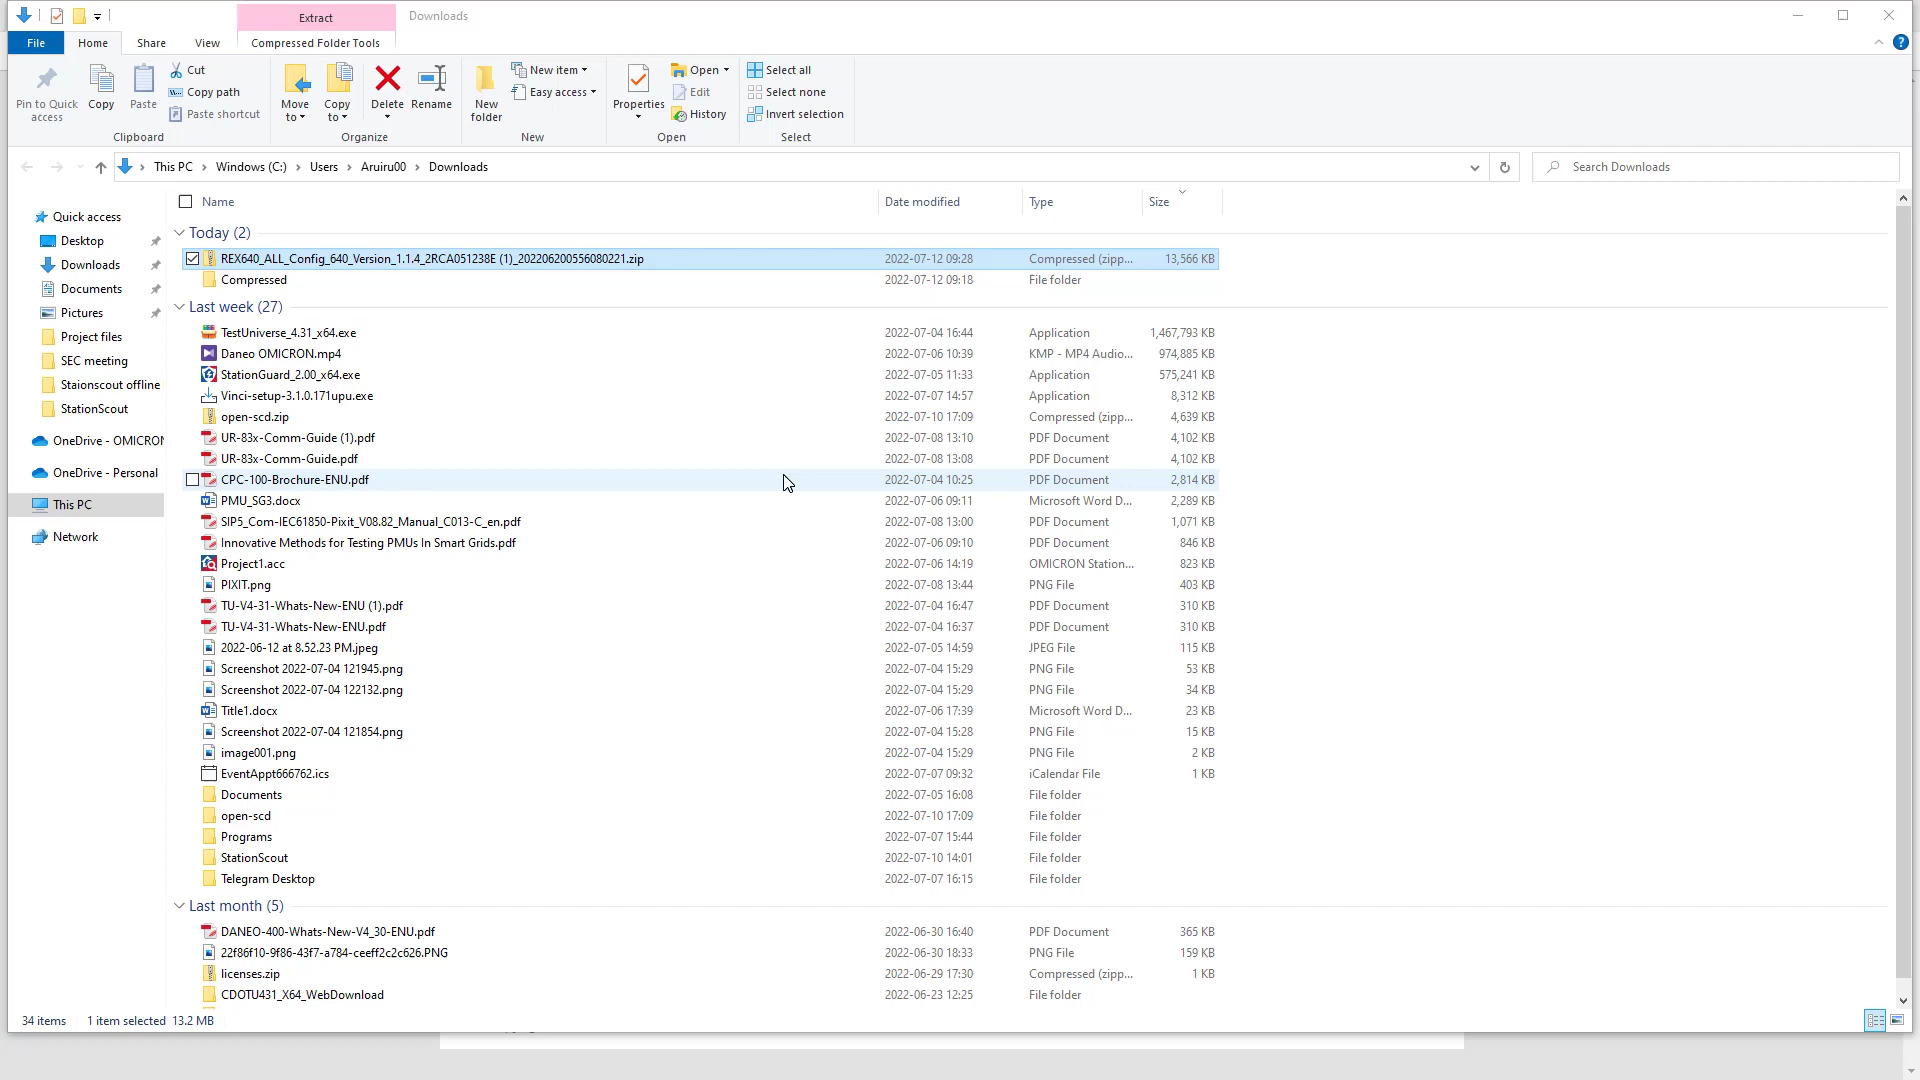 Extract
Downloads
File
Home
Share
View
Compressed Folder Tools
Pin to Quick access
Copy
Paste
Cut
Copy path
Paste shortcut
Clipboard
Move to
Copy to
Delete
Rename
Organize
New folder
New item
Easy access
New
Properties
Open
Edit
History
Open
Select all
Select none
Invert selection
Select
This PC > Windows (C:) > Users > Aruiru00 > Downloads
Search Downloads
Quick access
Desktop
Downloads
Documents
Pictures
Project files
SEC meeting
Staionscout offline
StationScout
OneDrive - OMICRON
OneDrive - Personal
This PC
Network
Name Date modified Type Size
Today (2)
REX640_ALL_Config_640_Version_1.1.4_2RCA051238E (1)_202206200556080221.zip 2022-07-12 09:28 Compressed (zipp... 13,566 KB
Compressed 2022-07-12 09:18 File folder
Last week (27)
TestUniverse_4.31_x64.exe 2022-07-04 16:44 Application 1,467,793 KB
Daneo OMICRON.mp4 2022-07-06 10:39 KMP - MP4 Audio... 974,885 KB
StationGuard_2.00_x64.exe 2022-07-05 11:33 Application 575,241 KB
Vinci-setup-3.1.0.171upu.exe 2022-07-07 14:57 Application 8,312 KB
open-scd.zip 2022-07-10 17:09 Compressed (zipp... 4,639 KB
UR-83x-Comm-Guide (1).pdf 2022-07-08 13:10 PDF Document 4,102 KB
UR-83x-Comm-Guide.pdf 2022-07-08 13:08 PDF Document 4,102 KB
CPC-100-Brochure-ENU.pdf 2022-07-04 10:25 PDF Document 2,814 KB
PMU_SG3.docx 2022-07-06 09:11 Microsoft Word D... 2,289 KB
SIP5_Com-IEC61850-Pixit_V08.82_Manual_C013-C_en.pdf 2022-07-08 13:00 PDF Document 1,071 KB
Innovative Methods for Testing PMUs In Smart Grids.pdf 2022-07-06 09:10 PDF Document 846 KB
Project1.acc 2022-07-06 14:19 OMICRON Station... 823 KB
PIXIT.png 2022-07-08 13:44 PNG File 403 KB
TU-V4-31-Whats-New-ENU (1).pdf 2022-07-04 16:47 PDF Document 310 KB
TU-V4-31-Whats-New-ENU.pdf 2022-07-04 16:37 PDF Document 310 KB
2022-06-12 at 8.52.23 PM.jpeg 2022-07-05 14:59 JPEG File 115 KB
Screenshot 2022-07-04 121945.png 2022-07-04 15:29 PNG File 53 KB
Screenshot 2022-07-04 122132.png 2022-07-04 15:29 PNG File 34 KB
Title1.docx 2022-07-06 17:39 Microsoft Word D... 23 KB
Screenshot 2022-07-04 121854.png 2022-07-04 15:28 PNG File 15 KB
image001.png 2022-07-04 15:29 PNG File 2 KB
EventAppt666762.ics 2022-07-07 09:32 iCalendar File 1 KB
Documents 2022-07-05 16:08 File folder
open-scd 2022-07-10 17:09 File folder
Programs 2022-07-07 15:44 File folder
StationScout 2022-07-10 14:01 File folder
Telegram Desktop 2022-07-07 16:15 File folder
Last month (5)
DANEO-400-Whats-New-V4_30-ENU.pdf 2022-06-30 16:40 PDF Document 365 KB
22f86f10-9f86-43f7-a784-ceeff2c2c626.PNG 2022-06-30 18:33 PNG File 159 KB
licenses.zip 2022-06-29 17:30 Compressed (zipp... 1 KB
CDOTU431_X64_WebDownload 2022-06-23 12:25 File folder
34 items 1 item selected 13.2 MB